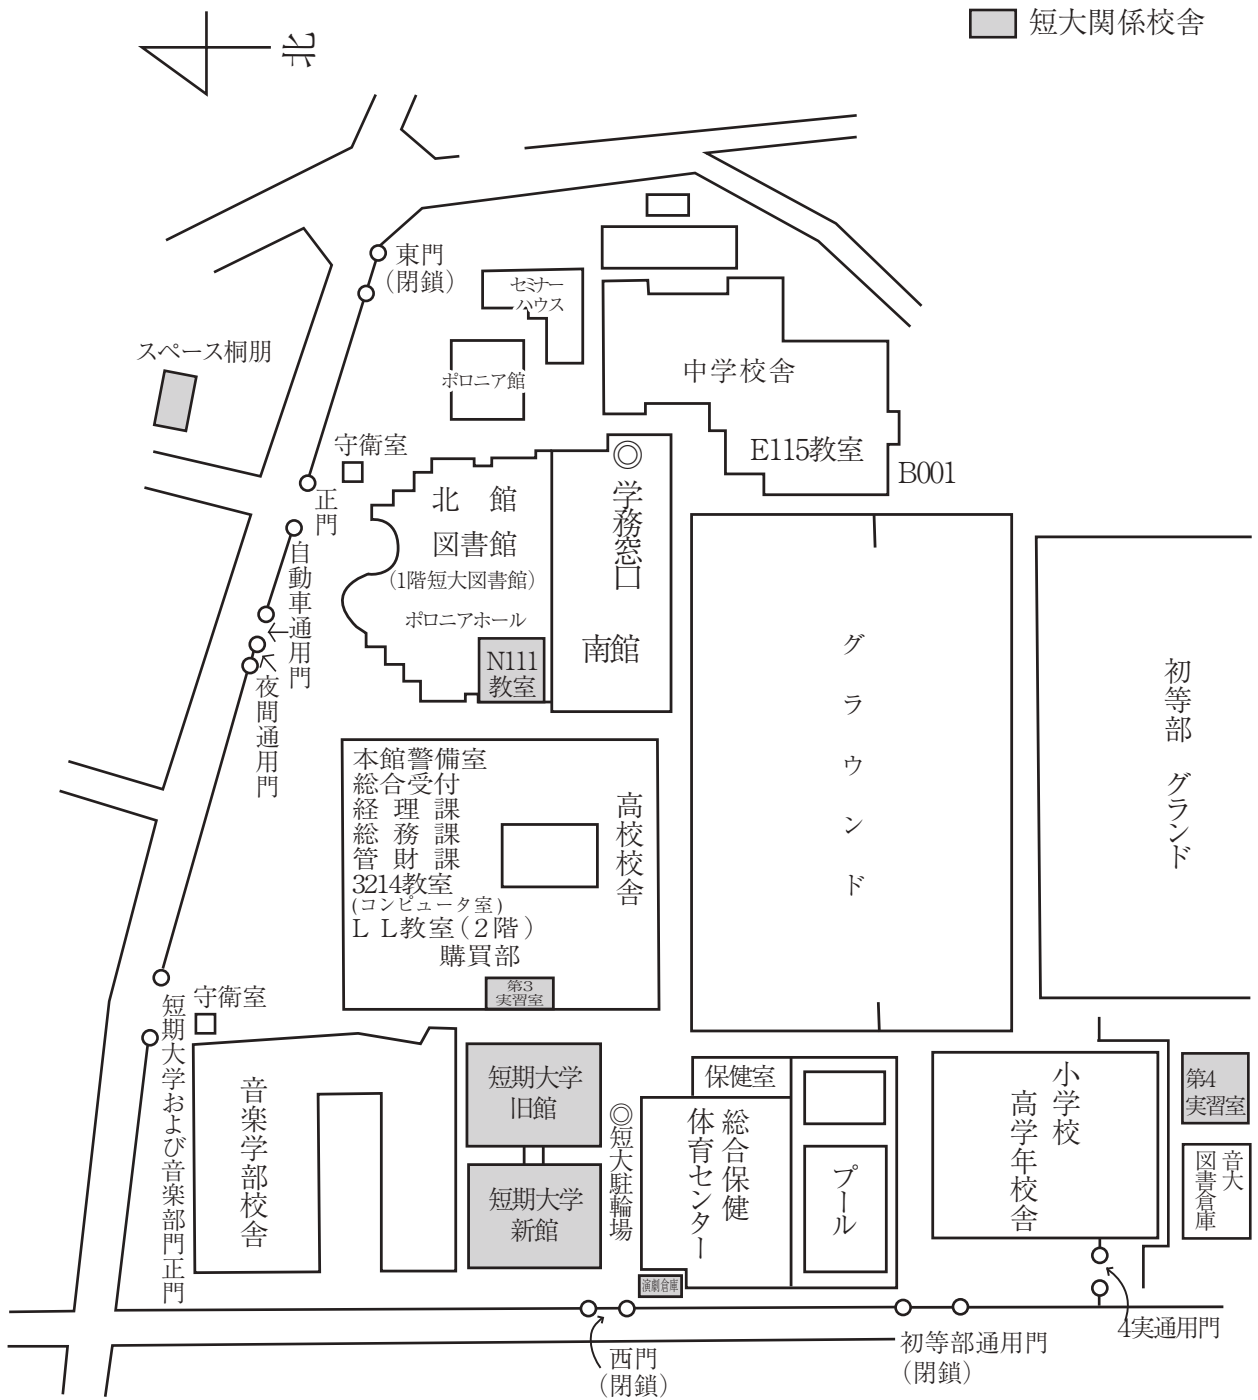 短大関係校舎
北
東門
(閉鎖)
セミナー
ハウス
スペース桐朋
ポロニア館
中学校舎
E115教室
B001
守衛室
正門
自動車通用門
夜間通用門
北 館
図書館
(1階短大図書館)
ポロニアホール
N111
教室
◎学務窓口
南館
グラウンド
初等部 グランド
本館警備室
総合受付
経 理 課
総 務 課
管 財 課
3214教室
(コンピュータ室)
L L教室(2階)
購買部
高校校舎
第3
実習室
守衛室
短期大学および音楽部門正門
音楽学部校舎
短期大学
旧館
短期大学
新館
◎短大駐輪場
保健室
総合保健
体育センター
プール
演劇倉庫
小学校
高学年校舎
第4
実習室
音大
図書倉庫
西門
(閉鎖)
初等部通用門
(閉鎖)
4実通用門